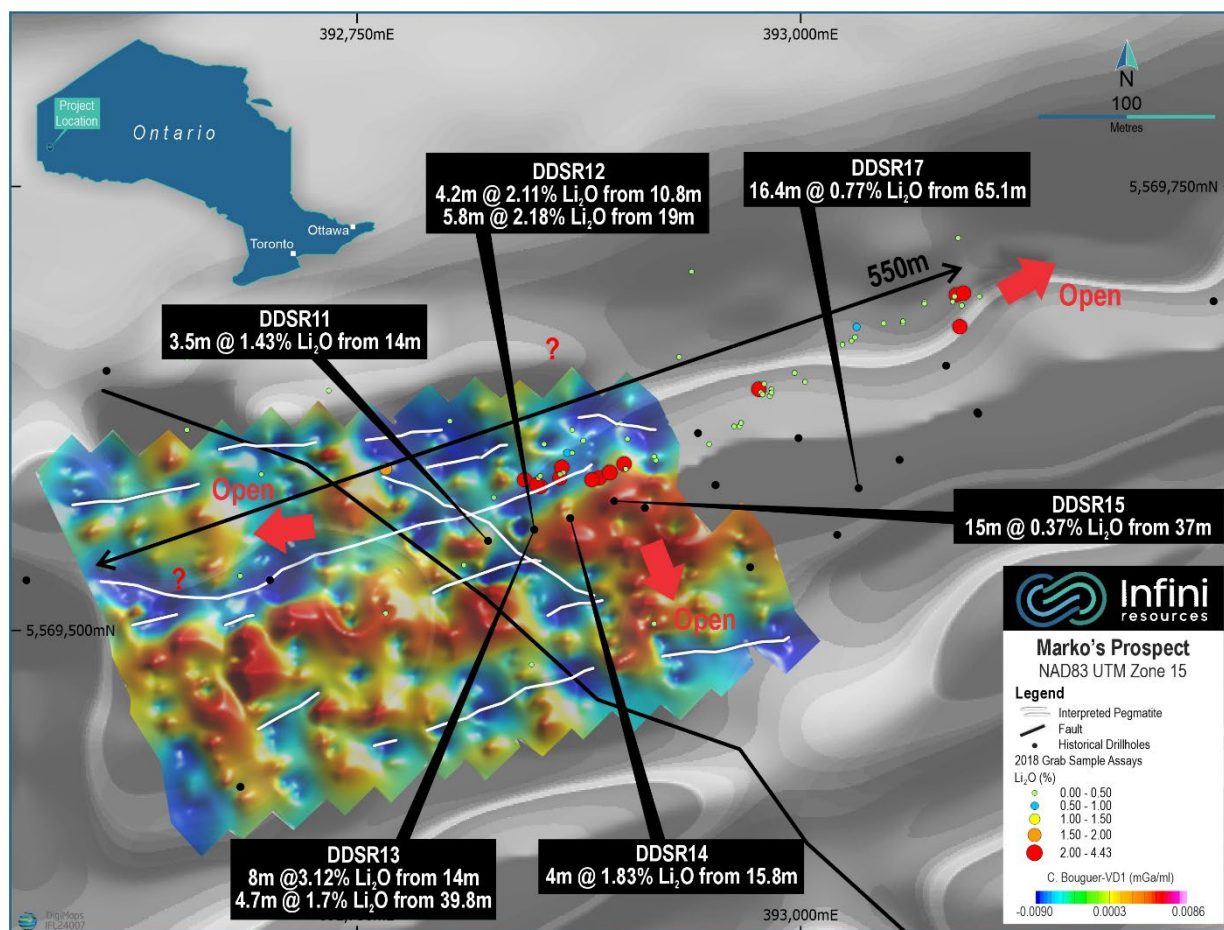 392,750mE
393,000mE
Project
Location
Ontario
Ottawa
Toronto
N
100
Metres
5,569,750mN
DDSR12
4.2m @ 2.11% Li₂O from 10.8m
5.8m @ 2.18% Li₂O from 19m
DDSR17
16.4m @ 0.77% Li₂O from 65.1m
550m
Open
DDSR11
3.5m @ 1.43% Li₂O from 14m
?
Open
?
DDSR15
15m @ 0.37% Li₂O from 37m
Open
5,569,500mN
Infini
resources
Marko's Prospect
NAD83 UTM Zone 15
Legend
Interpreted Pegmatite
Fault
Historical Drillholes
2018 Grab Sample Assays
Li₂O (%)
0.00 - 0.50
0.50 - 1.00
1.00 - 1.50
1.50 - 2.00
2.00 - 4.43
C. Bouguer-VD1 (mGa/ml)
-0.0090 0.0003 0.0086
DDSR13
8m @3.12% Li₂O from 14m
4.7m @ 1.7% Li₂O from 39.8m
DDSR14
4m @ 1.83% Li₂O from 15.8m
DigiMaps
IFL24007
392,750mE
393,000mE